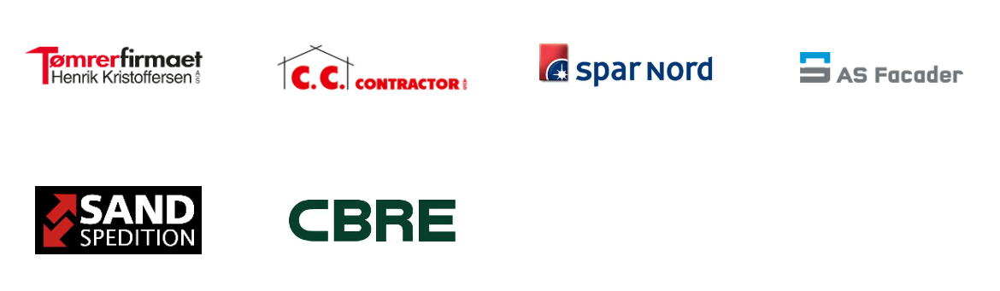 Tømrerfirmaet
Henrik Kristoffersen A/S
C.C. CONTRACTOR
spar nord
AS Facader
SAND
SPEDITION
CBRE